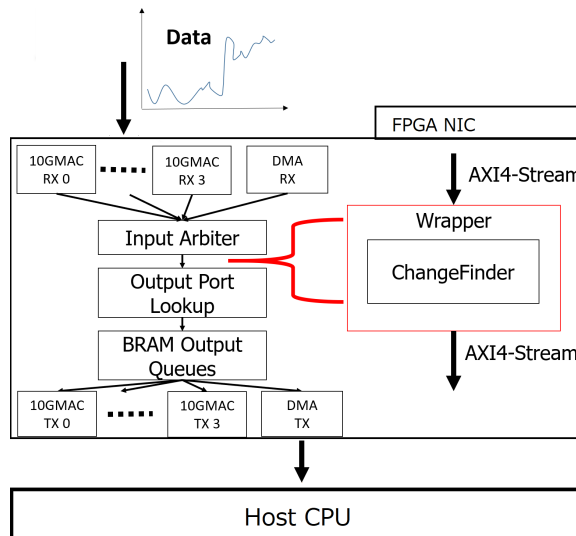 Data
FPGA NIC
10GMAC
RX 0
10GMAC
RX 3
DMA
RX
AXI4-Stream
Input Arbiter
Wrapper
ChangeFinder
Output Port
Lookup
BRAM Output
Queues
AXI4-Stream
10GMAC
TX 0
10GMAC
TX 3
DMA
TX
Host CPU